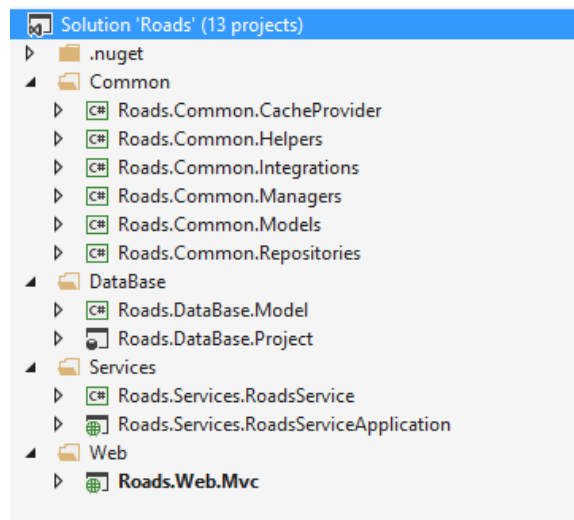 Solution 'Roads' (13 projects)
.nuget
Common
C# Roads.Common.CacheProvider
C# Roads.Common.Helpers
C# Roads.Common.Integrations
C# Roads.Common.Managers
C# Roads.Common.Models
C# Roads.Common.Repositories
DataBase
C# Roads.DataBase.Model
Roads.DataBase.Project
Services
C# Roads.Services.RoadsService
Roads.Services.RoadsServiceApplication
Web
Roads.Web.Mvc